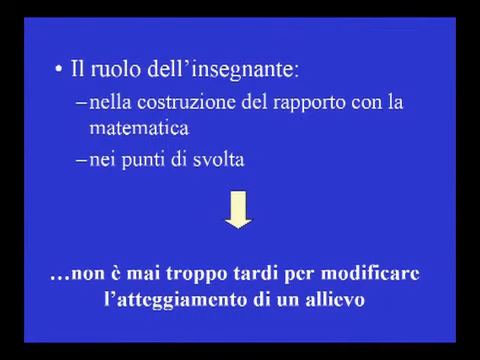 • Il ruolo dell’insegnante:
–nella costruzione del rapporto con la
matematica
–nei punti di svolta
…non è mai troppo tardi per modificare
l’atteggiamento di un allievo